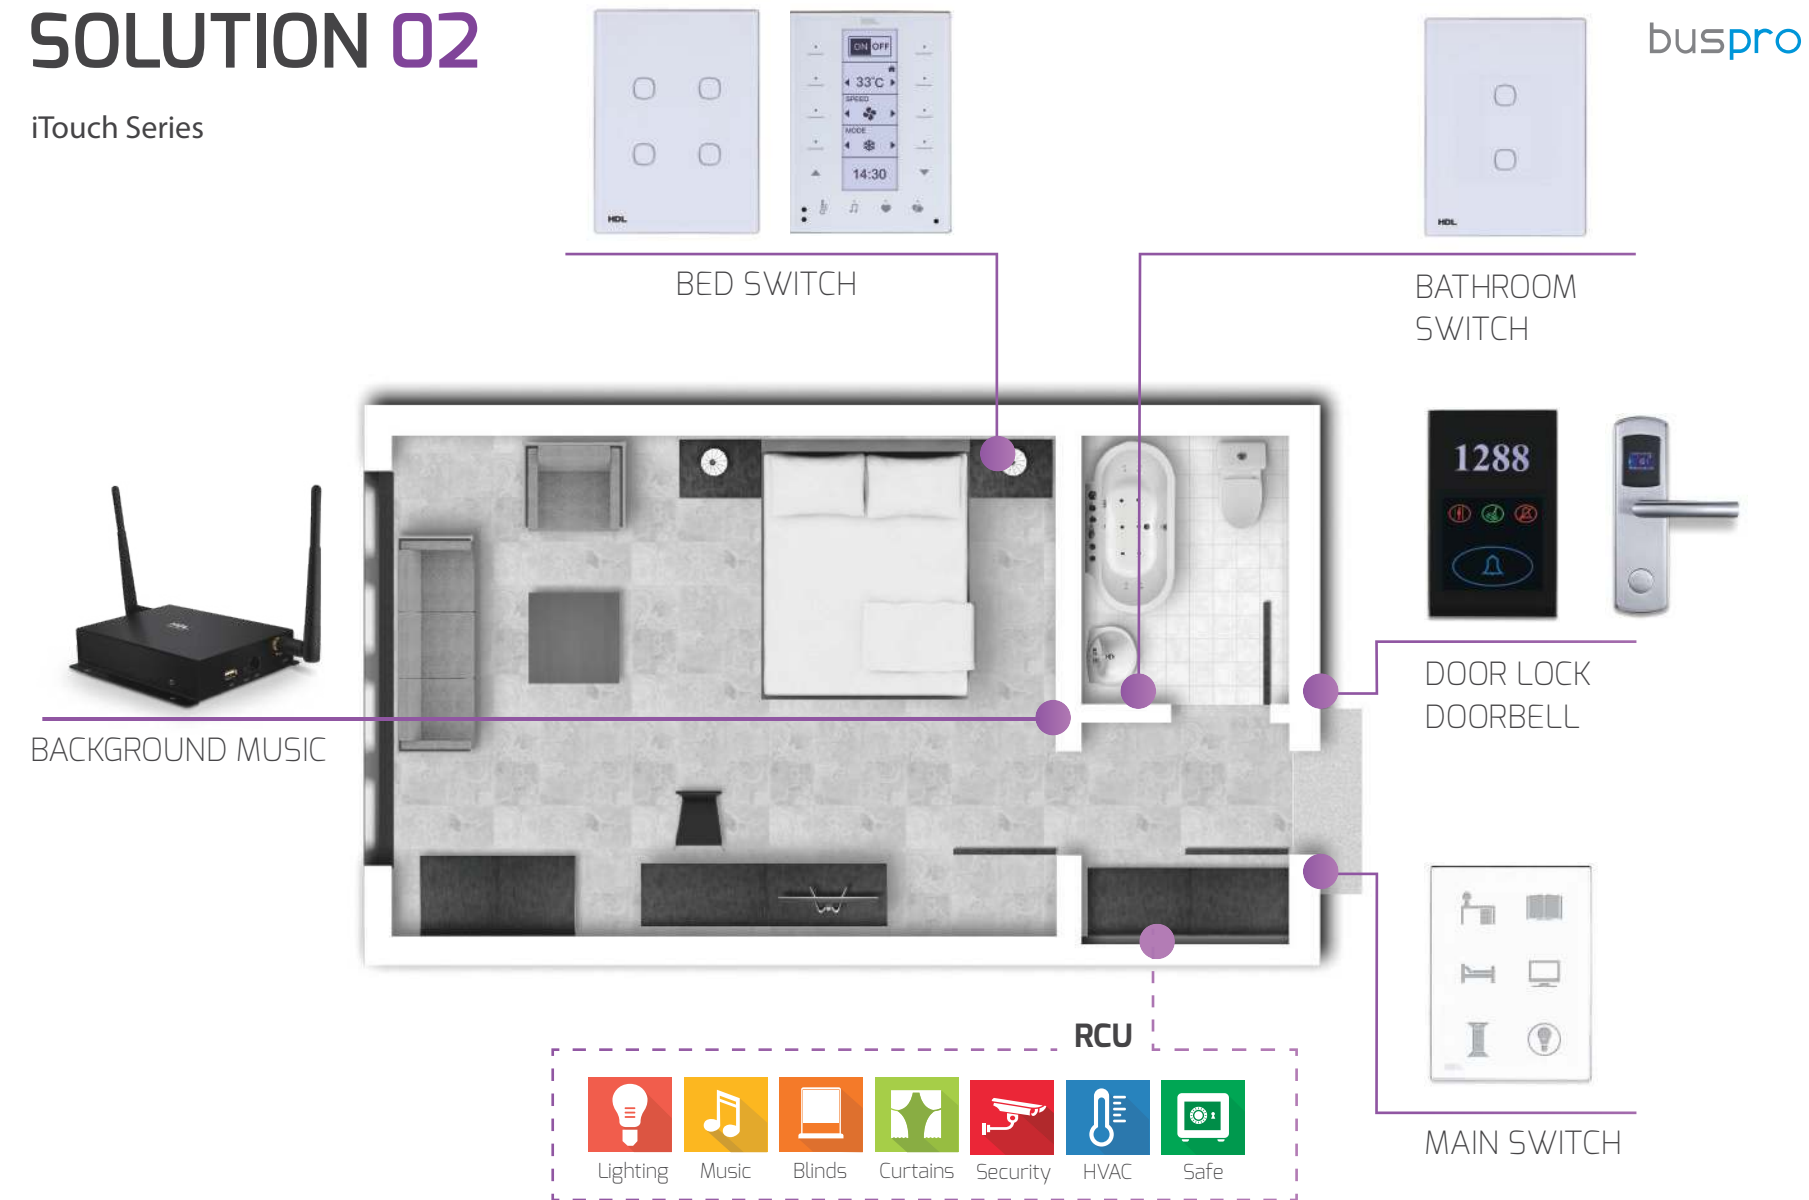 SOLUTION 02
iTouch Series
buspro
HDL
ON OFF
33°C
SPEED
MODE
14:30
HDL
BED SWITCH
BATHROOM
SWITCH
1288
DOOR LOCK
DOORBELL
HDL
BACKGROUND MUSIC
MAIN SWITCH
RCU
Lighting
Music
Blinds
Curtains
Security
HVAC
Safe